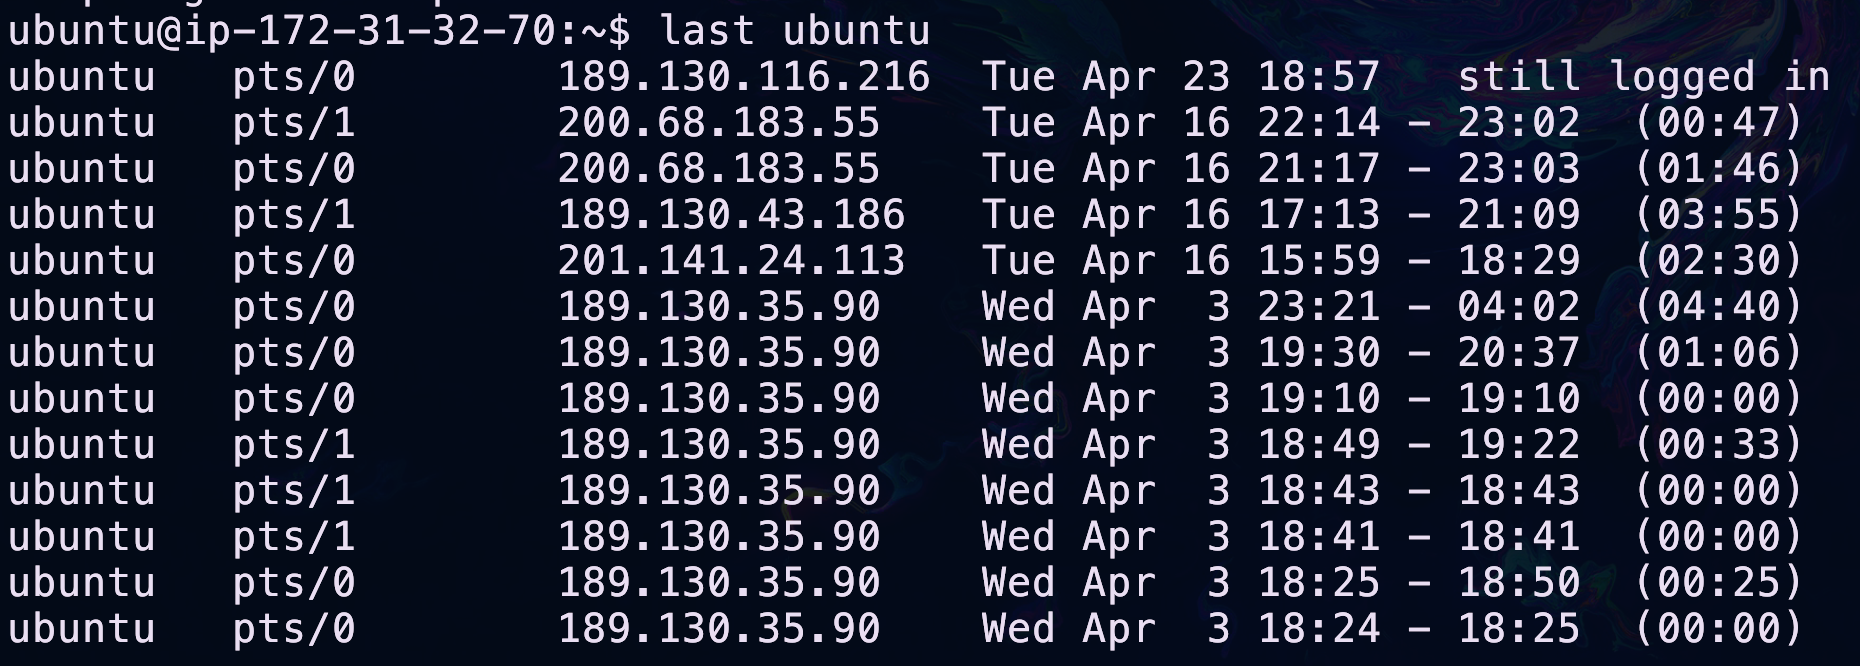 ubuntu@ip-172-31-32-70:~$ last ubuntu
ubuntu   pts/0        189.130.116.216  Tue Apr 23 18:57   still logged in
ubuntu   pts/1        200.68.183.55    Tue Apr 16 22:14 - 23:02  (00:47)
ubuntu   pts/0        200.68.183.55    Tue Apr 16 21:17 - 23:03  (01:46)
ubuntu   pts/1        189.130.43.186   Tue Apr 16 17:13 - 21:09  (03:55)
ubuntu   pts/0        201.141.24.113   Tue Apr 16 15:59 - 18:29  (02:30)
ubuntu   pts/0        189.130.35.90    Wed Apr  3 23:21 - 04:02  (04:40)
ubuntu   pts/0        189.130.35.90    Wed Apr  3 19:30 - 20:37  (01:06)
ubuntu   pts/0        189.130.35.90    Wed Apr  3 19:10 - 19:10  (00:00)
ubuntu   pts/1        189.130.35.90    Wed Apr  3 18:49 - 19:22  (00:33)
ubuntu   pts/1        189.130.35.90    Wed Apr  3 18:43 - 18:43  (00:00)
ubuntu   pts/1        189.130.35.90    Wed Apr  3 18:41 - 18:41  (00:00)
ubuntu   pts/0        189.130.35.90    Wed Apr  3 18:25 - 18:50  (00:25)
ubuntu   pts/0        189.130.35.90    Wed Apr  3 18:24 - 18:25  (00:00)